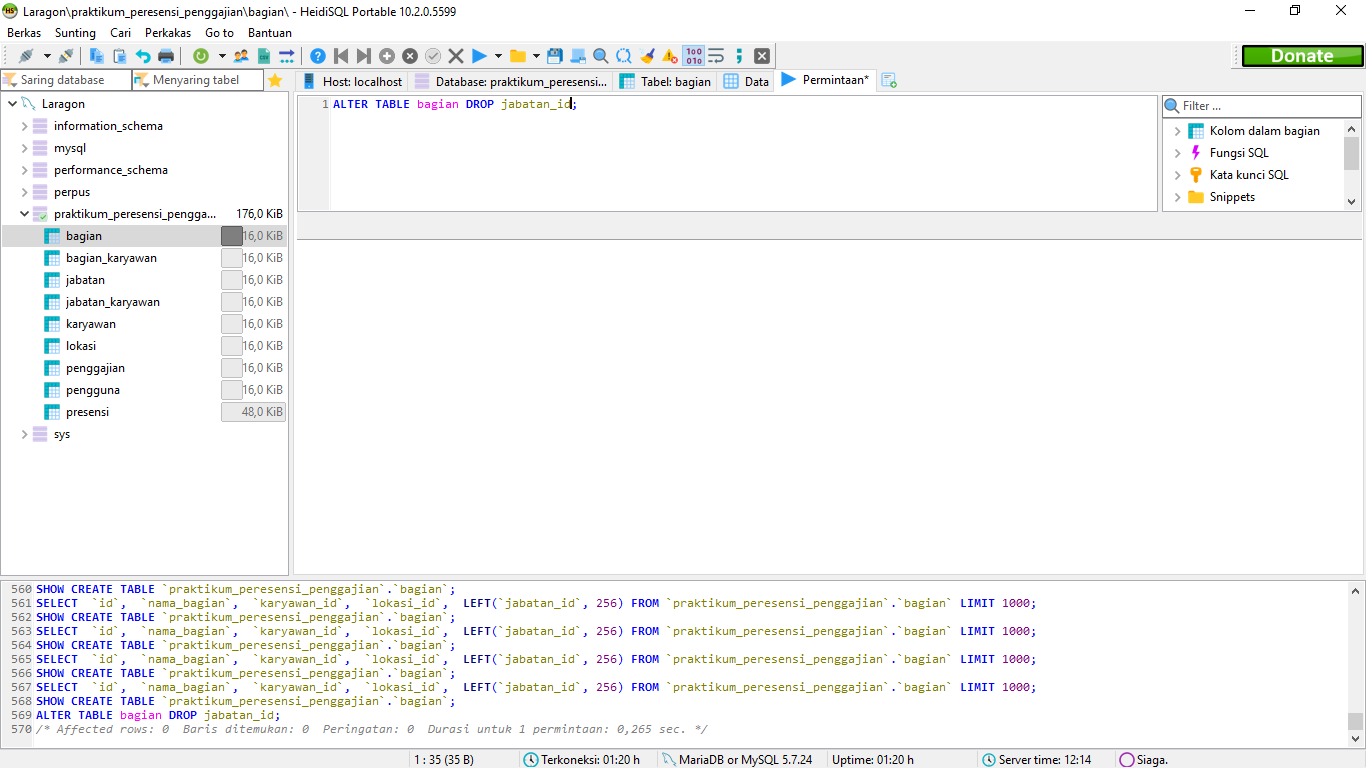 Laragon\praktikum_peresensi_penggajian\bagian\ - HeidiSQL Portable 10.2.0.5599
Berkas Sunting Cari Perkakas Go to Bantuan
Donate
Saring database Menyaring tabel
Host: localhost Database: praktikum_peresensi... Tabel: bagian Data Permintaan*
Laragon
information_schema
mysql
performance_schema
perpus
praktikum_peresensi_pengga... 176,0 KiB
bagian 16,0 KiB
bagian_karyawan 16,0 KiB
jabatan 16,0 KiB
jabatan_karyawan 16,0 KiB
karyawan 16,0 KiB
lokasi 16,0 KiB
penggajian 16,0 KiB
pengguna 16,0 KiB
presensi 48,0 KiB
sys
1 ALTER TABLE bagian DROP jabatan_id;
Filter ...
Kolom dalam bagian
Fungsi SQL
Kata kunci SQL
Snippets
560 SHOW CREATE TABLE `praktikum_peresensi_penggajian`.`bagian`;
561 SELECT `id`, `nama_bagian`, `karyawan_id`, `lokasi_id`, LEFT(`jabatan_id`, 256) FROM `praktikum_peresensi_penggajian`.`bagian` LIMIT 1000;
562 SHOW CREATE TABLE `praktikum_peresensi_penggajian`.`bagian`;
563 SELECT `id`, `nama_bagian`, `karyawan_id`, `lokasi_id`, LEFT(`jabatan_id`, 256) FROM `praktikum_peresensi_penggajian`.`bagian` LIMIT 1000;
564 SHOW CREATE TABLE `praktikum_peresensi_penggajian`.`bagian`;
565 SELECT `id`, `nama_bagian`, `karyawan_id`, `lokasi_id`, LEFT(`jabatan_id`, 256) FROM `praktikum_peresensi_penggajian`.`bagian` LIMIT 1000;
566 SHOW CREATE TABLE `praktikum_peresensi_penggajian`.`bagian`;
567 SELECT `id`, `nama_bagian`, `karyawan_id`, `lokasi_id`, LEFT(`jabatan_id`, 256) FROM `praktikum_peresensi_penggajian`.`bagian` LIMIT 1000;
568 SHOW CREATE TABLE `praktikum_peresensi_penggajian`.`bagian`;
569 ALTER TABLE bagian DROP jabatan_id;
570 /* Affected rows: 0 Baris ditemukan: 0 Peringatan: 0 Durasi untuk 1 permintaan: 0,265 sec. */
1 : 35 (35 B) Terkoneksi: 01:20 h MariaDB or MySQL 5.7.24 Uptime: 01:20 h Server time: 12:14 Siaga.